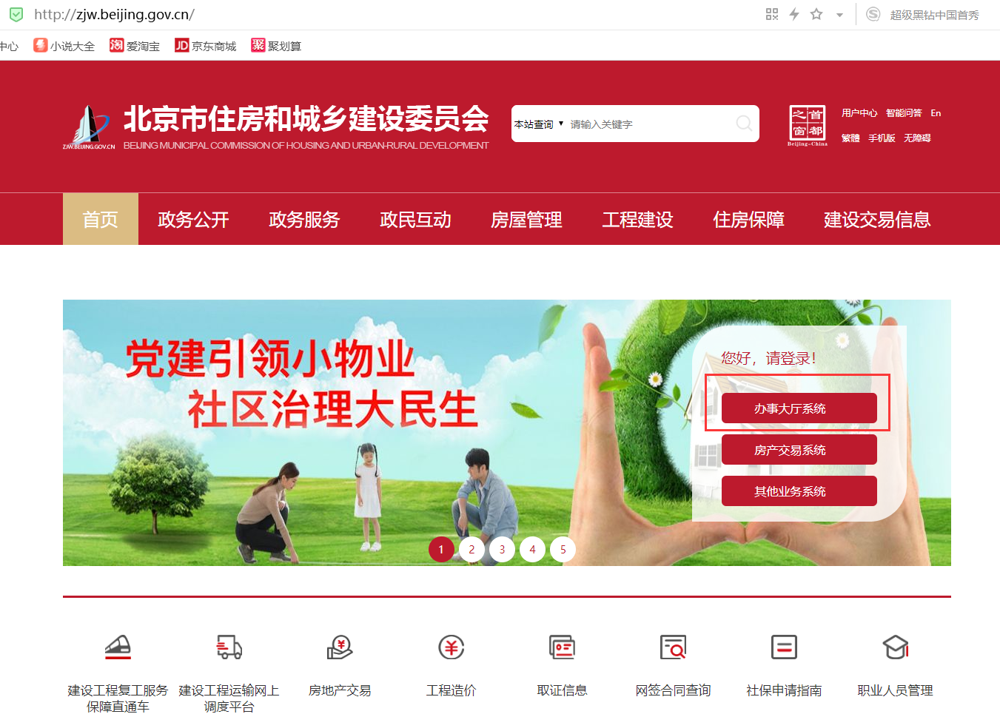 http://zjw.beijing.gov.cn/
超级黑钻中国首秀
中心 小说大全 爱淘宝 京东商城 聚划算
北京市住房和城乡建设委员会
BEIJING MUNICIPAL COMMISSION OF HOUSING AND URBAN-RURAL DEVELOPMENT
ZJW.BEIJING.GOV.CN
本站查询 请输入关键字
首都之窗
Beijing-China
用户中心 智能问答 En
繁體 手机版 无障碍
首页 政务公开 政务服务 政民互动 房屋管理 工程建设 住房保障 建设交易信息
党建引领小物业
社区治理大民生
您好，请登录！
办事大厅系统
房产交易系统
其他业务系统
1 2 3 4 5
建设工程复工服务
保障直通车
建设工程运输网上
调度平台
房地产交易
工程造价
取证信息
网签合同查询
社保申请指南
职业人员管理